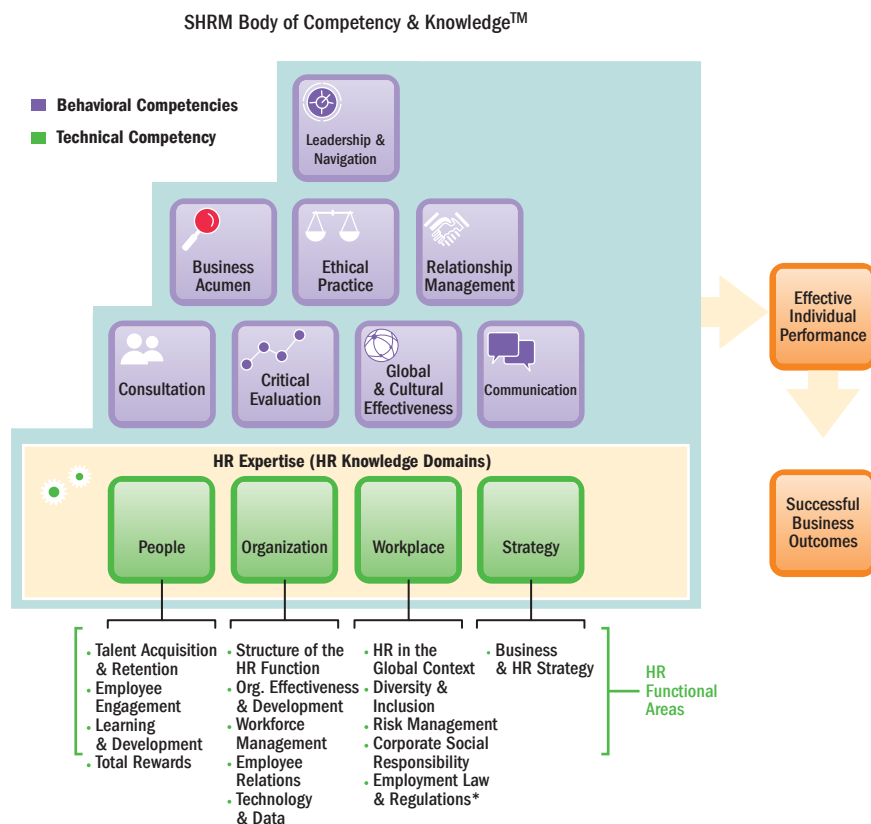 SHRM Body of Competency & Knowledge™
Behavioral Competencies
Technical Competency
Leadership &
Navigation
Business
Acumen
Ethical
Practice
Relationship
Management
Consultation
Critical
Evaluation
Global
& Cultural
Effectiveness
Communication
Effective
Individual
Performance
Successful
Business
Outcomes
HR Expertise (HR Knowledge Domains)
People
Organization
Workplace
Strategy
• Talent Acquisition
& Retention
• Employee
Engagement
• Learning
& Development
• Total Rewards
• Structure of the
HR Function
• Org. Effectiveness
& Development
• Workforce
Management
• Employee
Relations
• Technology
& Data
• HR in the
Global Context
• Diversity &
Inclusion
• Risk Management
• Corporate Social
Responsibility
• Employment Law
& Regulations*
• Business
& HR Strategy
HR
Functional
Areas